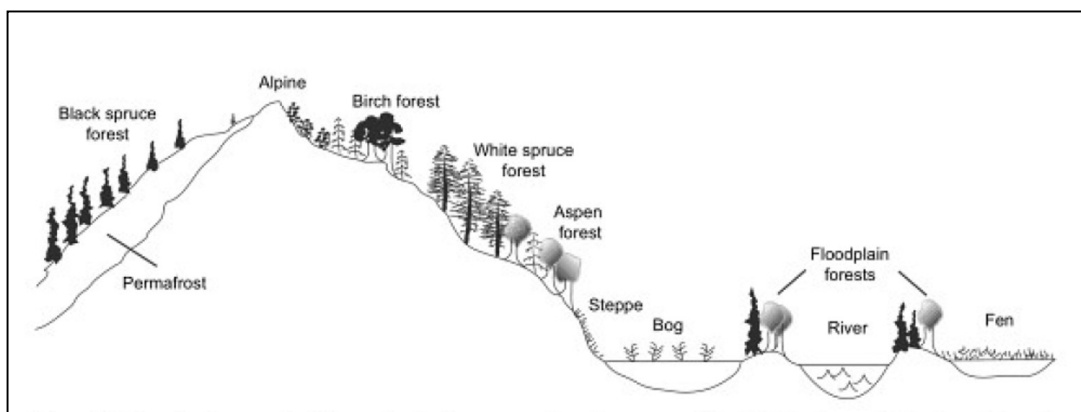 Alpine
Black spruce
forest
Birch forest
White spruce
forest
Aspen
forest
Permafrost
Steppe
Bog
Floodplain
forests
River
Fen